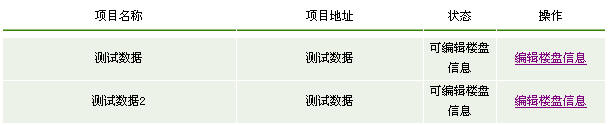 项目名称 项目地址 状态 操作
测试数据 测试数据 可编辑楼盘 编辑楼盘信息
信息
测试数据2 测试数据 可编辑楼盘 编辑楼盘信息
信息